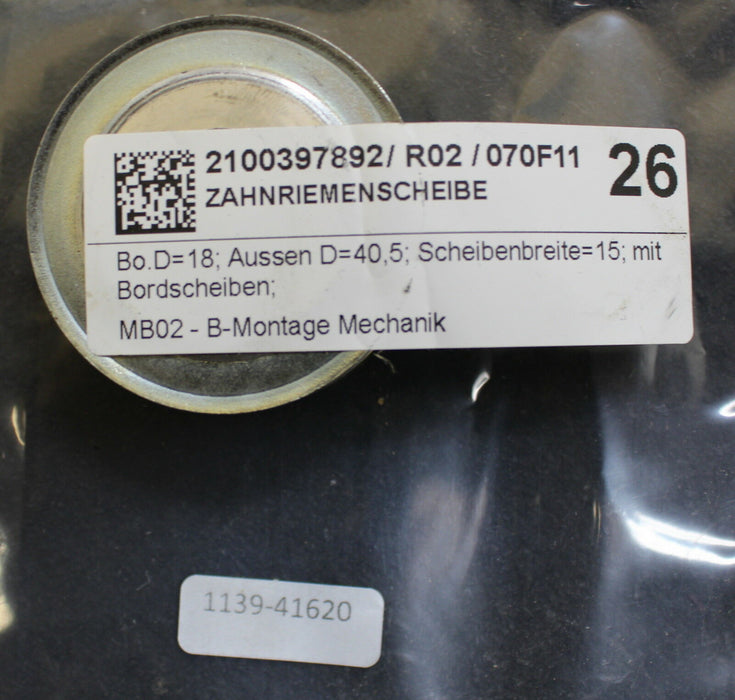 2100397892/ R02 / 070F11 26
ZAHNRIEMENSCHEIBE
Bo.D=18; Aussen D=40,5; Scheibenbreite=15; mit
Bordscheiben;
MB02 - B-Montage Mechanik
1139-41620